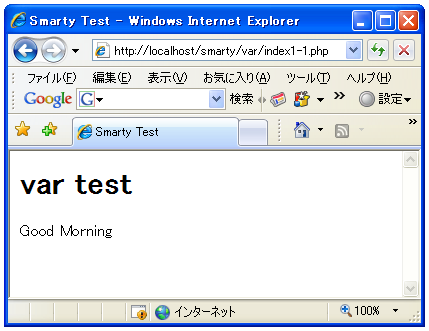 Smarty Test - Windows Internet Explorer
http://localhost/smarty/var/index1-1.php
ファイル(F) 編集(E) 表示(V) お気に入り(A) ツール(T) ヘルプ(H)
Google G 検索 » 設定
Smarty Test »
var test
Good Morning
インターネット 100%